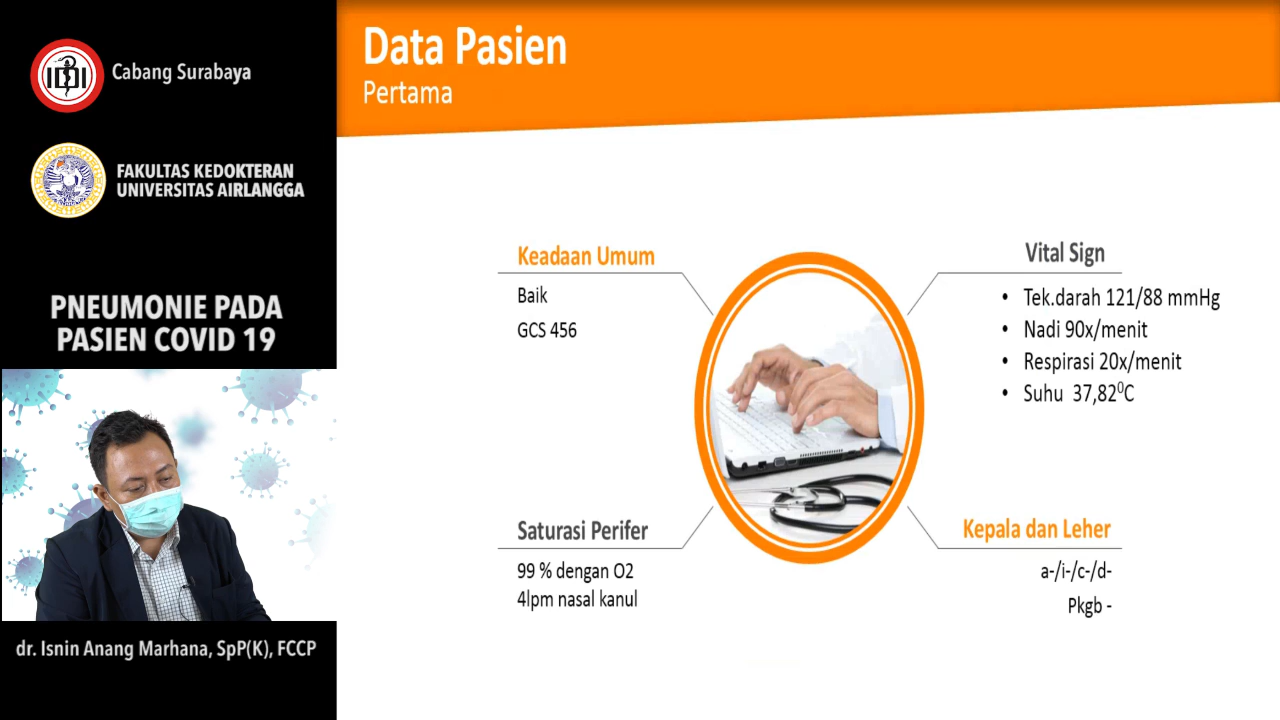 IDI
Cabang Surabaya
FAKULTAS KEDOKTERAN
UNIVERSITAS AIRLANGGA
PNEUMONIE PADA
PASIEN COVID 19
dr. Isnin Anang Marhana, SpP(K), FCCP
Data Pasien
Pertama
Keadaan Umum
Baik
GCS 456
Vital Sign
• Tek.darah 121/88 mmHg
• Nadi 90x/menit
• Respirasi 20x/menit
• Suhu 37,82⁰C
Saturasi Perifer
99 % dengan O2
4lpm nasal kanul
Kepala dan Leher
a-/i-/c-/d-
Pkgb -